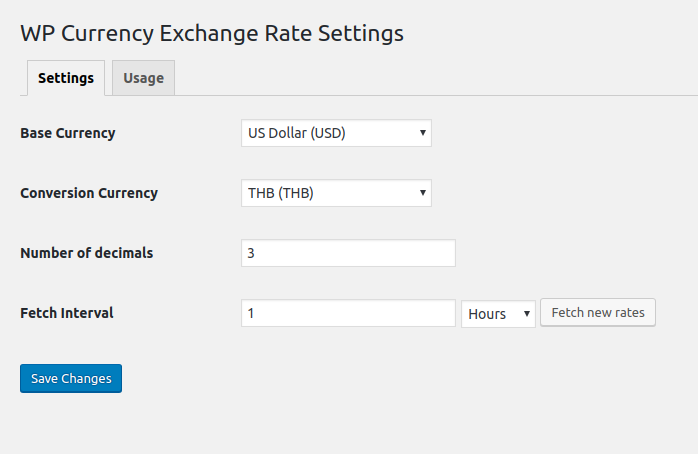 WP Currency Exchange Rate Settings
Settings Usage
Base Currency US Dollar (USD)
Conversion Currency THB (THB)
Number of decimals 3
Fetch Interval 1 Hours Fetch new rates
Save Changes